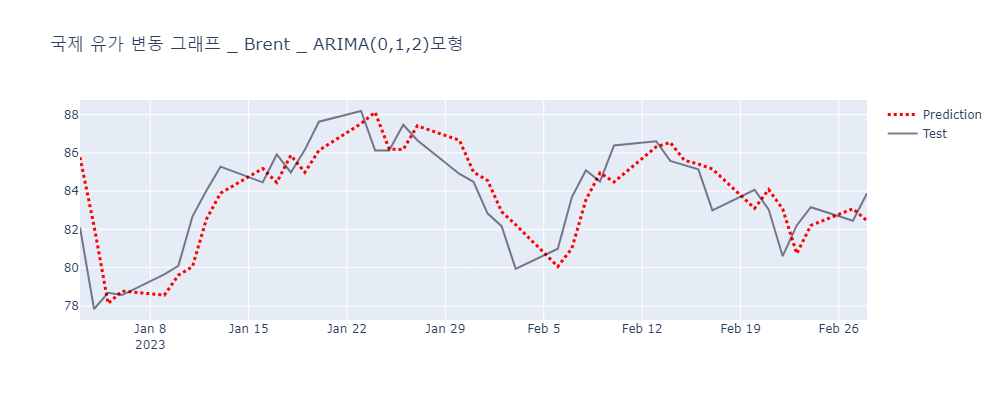 국제 유가 변동 그래프 _ Brent _ ARIMA(0,1,2)모형
Prediction
Test
88
86
84
82
80
78
Jan 8
2023
Jan 15
Jan 22
Jan 29
Feb 5
Feb 12
Feb 19
Feb 26